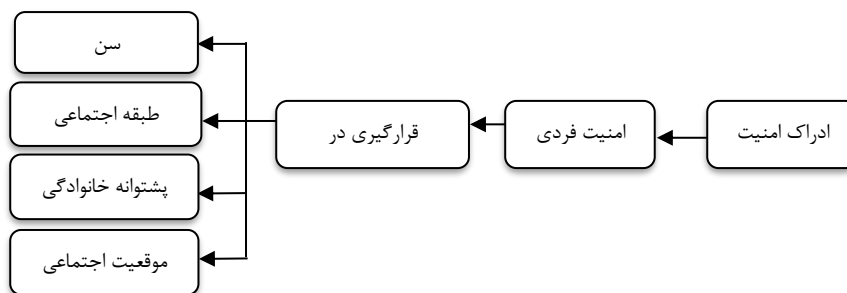 ادراک امنیت
امنیت فردی
قرارگیری در
سن
طبقه اجتماعی
پشتوانه خانوادگی
موقعیت اجتماعی